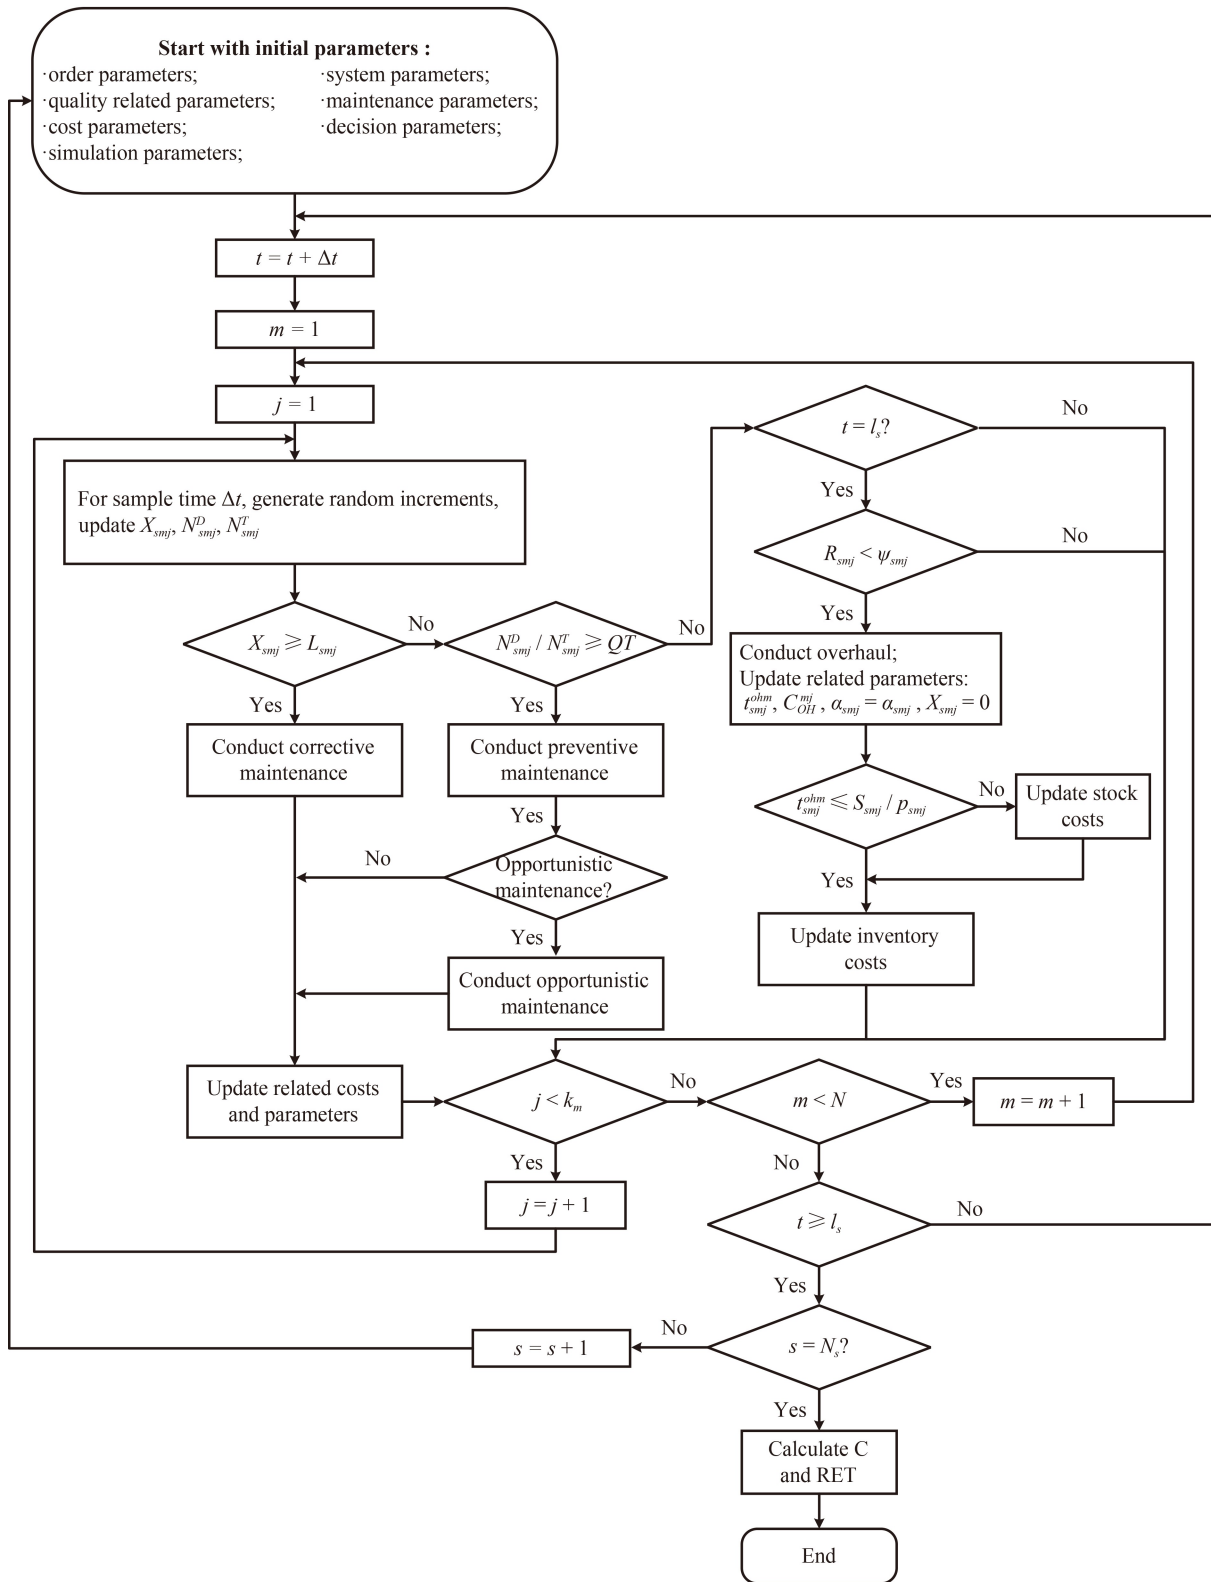 Start with initial parameters :
·order parameters;
·system parameters;
·quality related parameters;
·maintenance parameters;
·cost parameters;
·decision parameters;
·simulation parameters;
t = t + Δt
m = 1
j = 1
For sample time Δt, generate random increments,
update X_smj, N^D_smj, N^T_smj
t = l_s?
No
Yes
R_smj < ψ_smj
No
Yes
X_smj ≥ L_smj
No
N^D_smj / N^T_smj ≥ QT
No
Yes
Yes
Conduct overhaul;
Update related parameters:
t^ohm_smj, C^mj_OH, α_smj = α_smj, X_smj = 0
Conduct corrective
maintenance
Conduct preventive
maintenance
Yes
t^ohm_smj ≤ S_smj / p_smj
No
Update stock
costs
Yes
Opportunistic
maintenance?
No
Yes
Update inventory
costs
Conduct opportunistic
maintenance
Update related costs
and parameters
j < k_m
No
m < N
Yes
m = m + 1
Yes
No
j = j + 1
t ≥ l_s
No
Yes
s = N_s?
No
s = s + 1
Yes
Calculate C
and RET
End